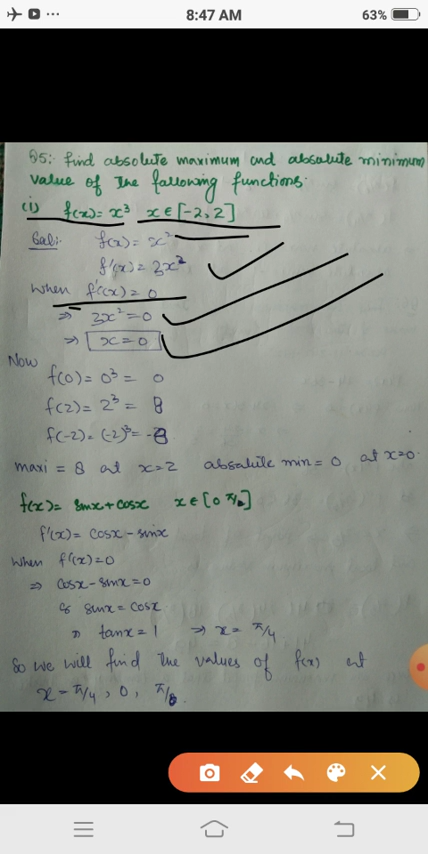 8:47 AM
63%
Q5: find absolute maximum and absolute minimum
value of The following functions.
(i) f(x)= x³ x∈[-2,2]
Sol: f(x)= x³
f'(x)= 3x²
When f'(x)=0
⇒ 3x²=0
⇒ x=0
Now
f(0)= 0³= 0
f(2)= 2³= 8
f(-2)= (-2)³= -8
maxi = 8 at x=2 absolute min=0 at x=0.
f(x)= sinx+cosx x∈[0 π/2]
f'(x)= cosx-sinx
when f'(x)=0
⇒ cosx-sinx=0
or sinx=cosx
⇒ tanx=1 ⇒ x=π/4
So we will find The values of f(x) at
x=π/4, 0, π/2.